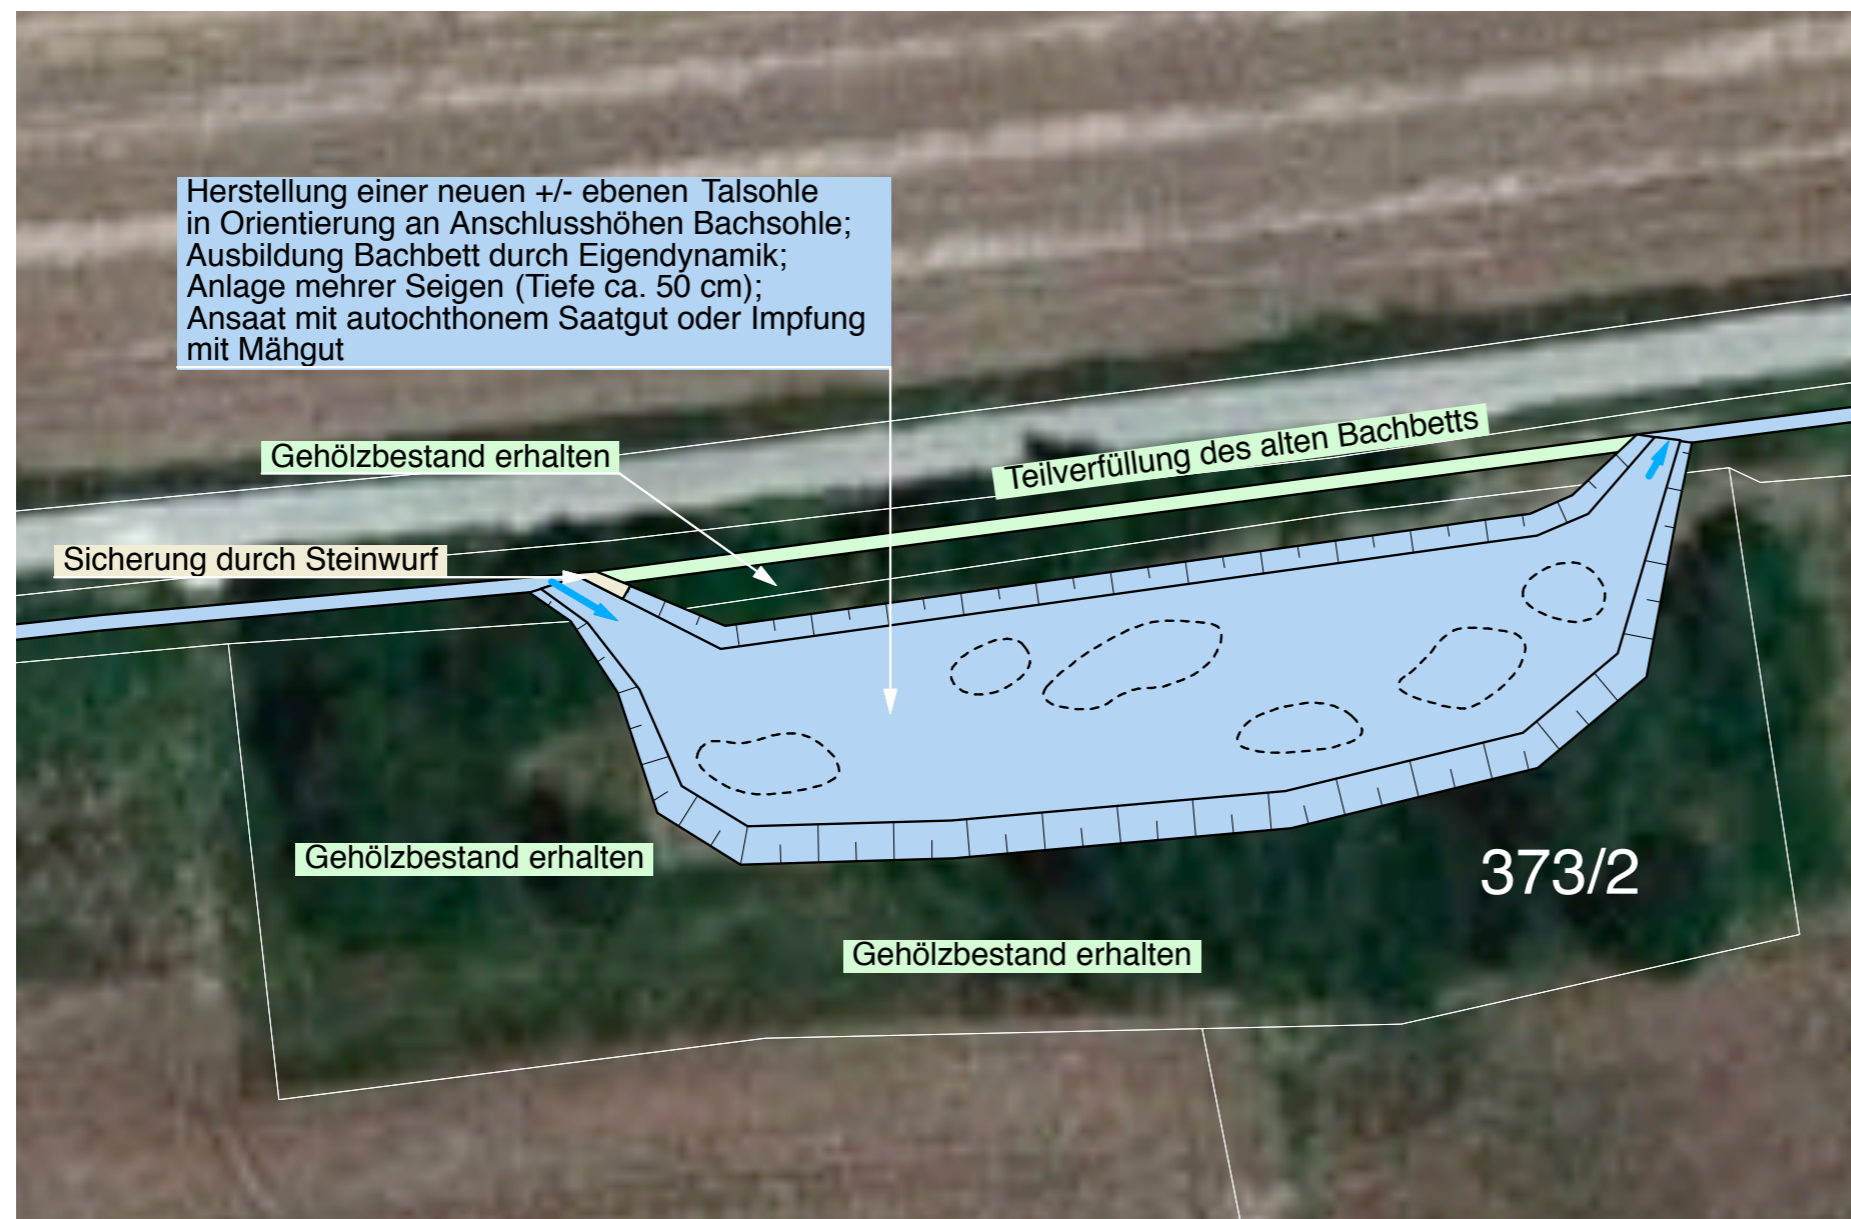 Herstellung einer neuen +/- ebenen Talsohle
in Orientierung an Anschlusshöhen Bachsohle;
Ausbildung Bachbett durch Eigendynamik;
Anlage mehrer Seigen (Tiefe ca. 50 cm);
Ansaat mit autochthonem Saatgut oder Impfung
mit Mähgut
Teilverfüllung des alten Bachbetts
Gehölzbestand erhalten
Sicherung durch Steinwurf
Gehölzbestand erhalten
373/2
Gehölzbestand erhalten